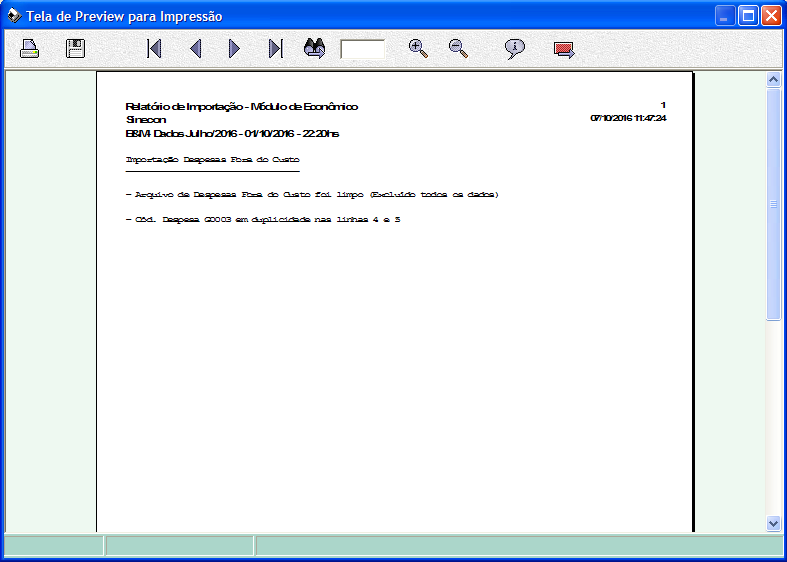 Tela de Preview para Impressão
Relatório de Importação - Módulo de Econômico
1
Sinecon
07/10/2016 11:47:24
E&M- Dados Julho/2016 - 01/10/2016 - 22:20hs
Importação Despesas Fora do Custo
- Arquivo de Despesas Fora do Custo foi limpo (Excluido todos os dados)
- Cód. Despesa G0003 em duplicidade nas linhas 4 e 5